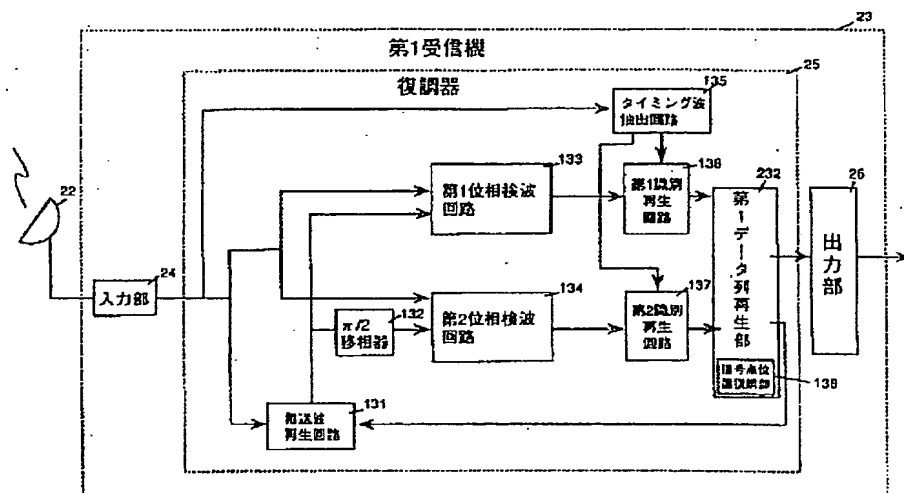 23
第1受信機
25
復調器
135
タイミング波
抽出回路
133
136
232
22
第1位相検波
回路
第1識別
再生
回路
第1データ列再生部
26
出力部
24
入力部
134
137
132
π/2
移相器
第2位相検波
回路
第2識別
再生
回路
信号点位
138
131
搬送波
再生回路